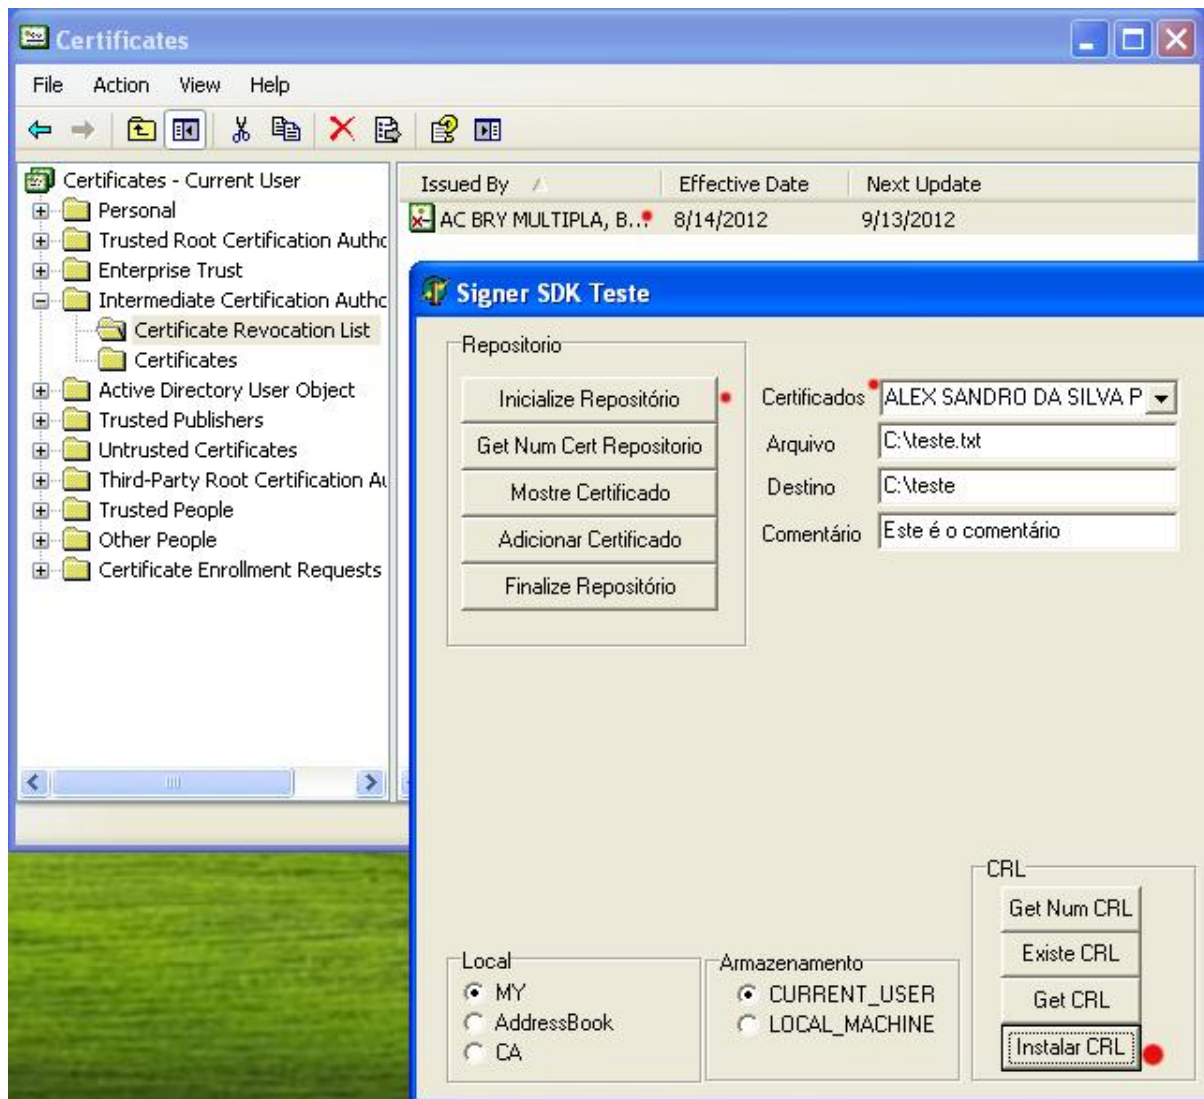 Certificates
File Action View Help
Certificates - Current User
Personal
Trusted Root Certification Autho
Enterprise Trust
Intermediate Certification Autho
Certificate Revocation List
Certificates
Active Directory User Object
Trusted Publishers
Untrusted Certificates
Third-Party Root Certification Au
Trusted People
Other People
Certificate Enrollment Requests
Issued By Effective Date Next Update
AC BRY MULTIPLA, B... 8/14/2012 9/13/2012
Signer SDK Teste
Repositorio
Inicialize Repositório
Get Num Cert Repositorio
Mostre Certificado
Adicionar Certificado
Finalize Repositório
Certificados ALEX SANDRO DA SILVA P
Arquivo C:\teste.txt
Destino C:\teste
Comentário Este é o comentário
Local
MY
AddressBook
CA
Armazenamento
CURRENT_USER
LOCAL_MACHINE
CRL
Get Num CRL
Existe CRL
Get CRL
Instalar CRL